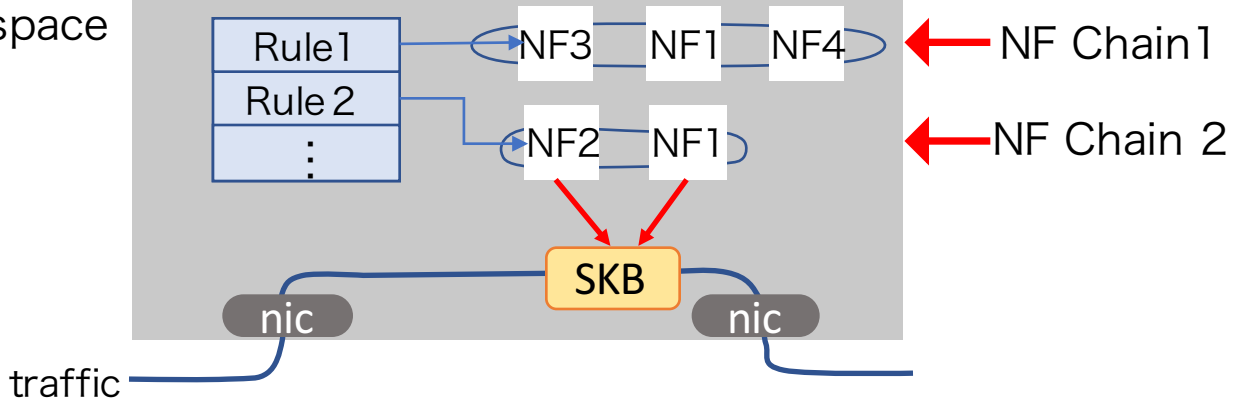 space
Rule1
NF3
NF1
NF4
NF Chain1
Rule 2
NF2
NF1
NF Chain 2
⋮
SKB
nic
nic
traffic